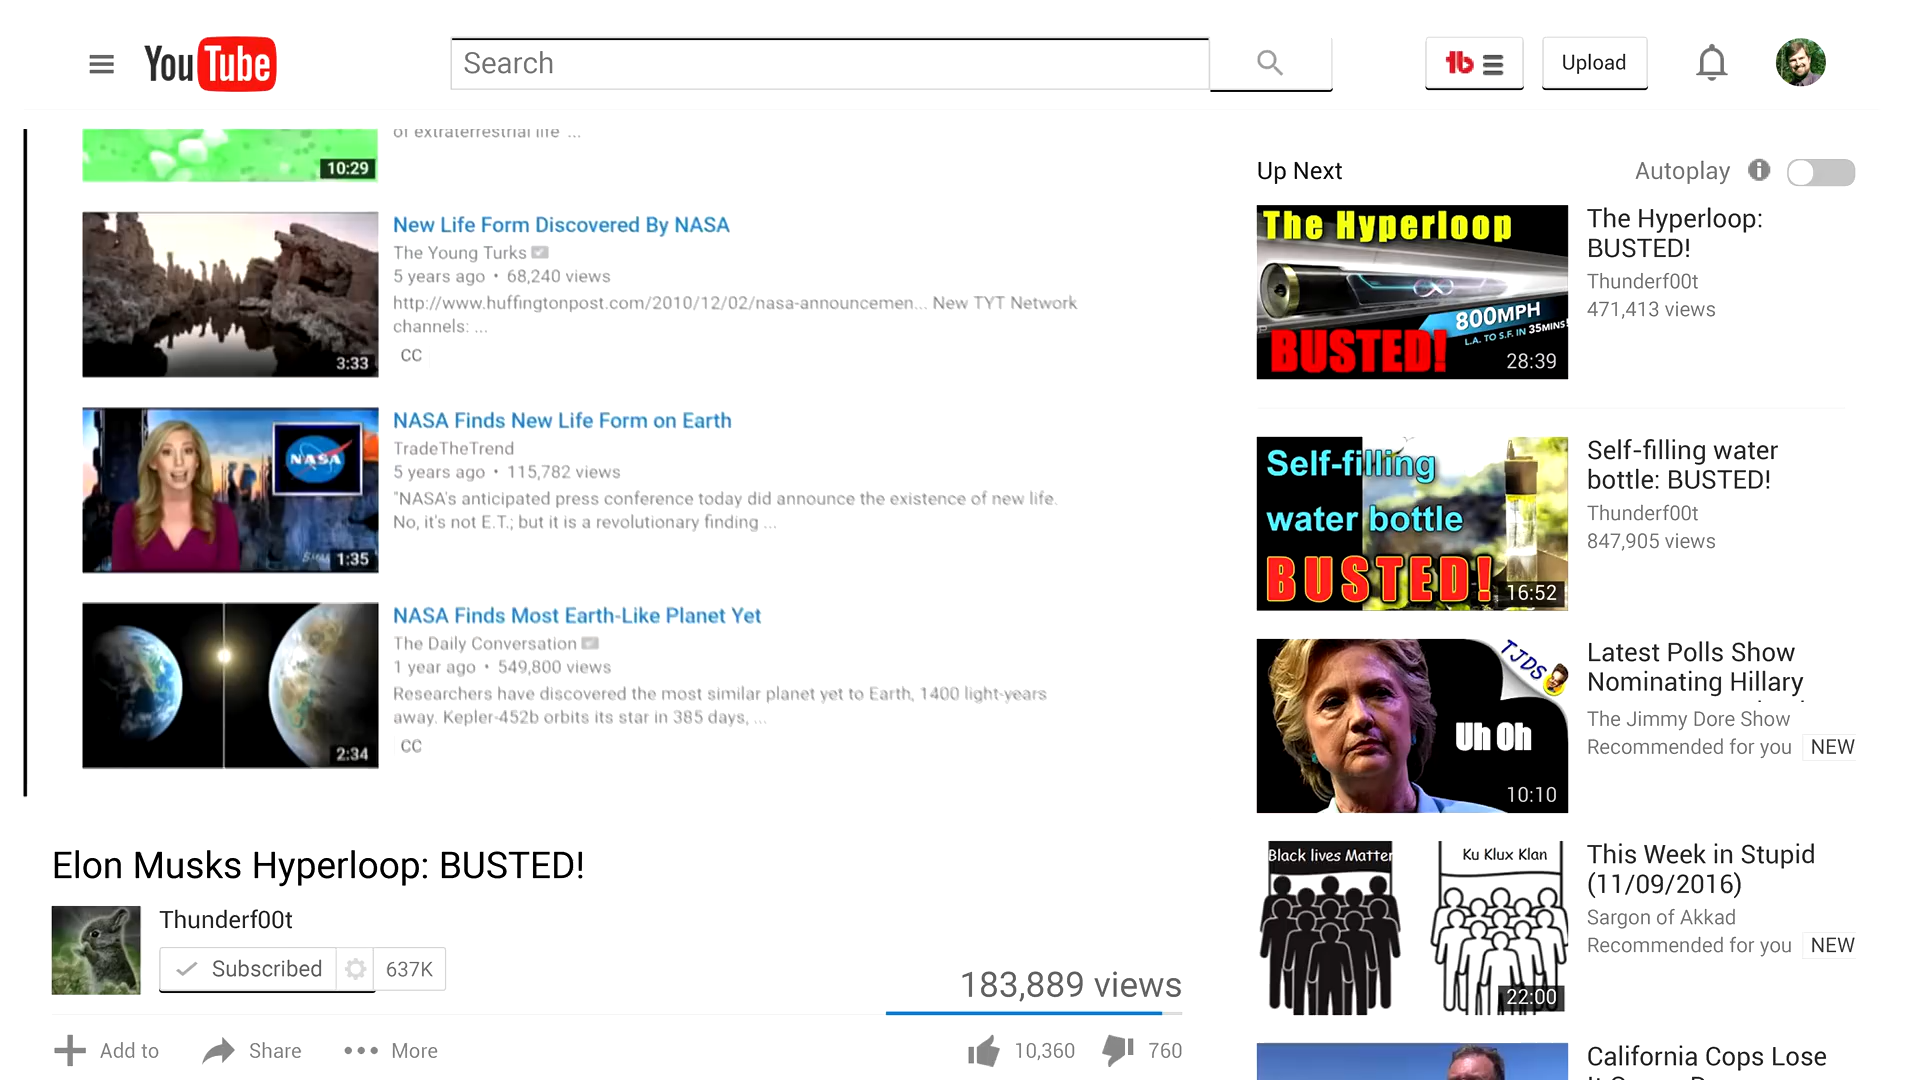 YouTube
Search
Upload
of extraterrestrial life ...
10:29
New Life Form Discovered By NASA
The Young Turks
5 years ago • 68,240 views
http://www.huffingtonpost.com/2010/12/02/nasa-announcemen... New TYT Network
channels: ...
CC
3:33
NASA Finds New Life Form on Earth
TradeTheTrend
5 years ago • 115,782 views
"NASA's anticipated press conference today did announce the existence of new life.
No, it's not E.T.; but it is a revolutionary finding ...
NASA
1:35
NASA Finds Most Earth-Like Planet Yet
The Daily Conversation
1 year ago • 549,800 views
Researchers have discovered the most similar planet yet to Earth, 1400 light-years
away. Kepler-452b orbits its star in 385 days, ...
CC
2:34
Elon Musks Hyperloop: BUSTED!
Thunderf00t
Subscribed 637K
183,889 views
Add to Share More
10,360 760
Up Next
Autoplay
The Hyperloop
800MPH
L.A. TO S.F. IN 35MINS!
BUSTED!
28:39
The Hyperloop:
BUSTED!
Thunderf00t
471,413 views
Self-filling
water bottle
BUSTED!
16:52
Self-filling water
bottle: BUSTED!
Thunderf00t
847,905 views
TJDS
Uh Oh
10:10
Latest Polls Show
Nominating Hillary
The Jimmy Dore Show
Recommended for you NEW
Black lives Matter
Ku Klux Klan
22:00
This Week in Stupid
(11/09/2016)
Sargon of Akkad
Recommended for you NEW
California Cops Lose